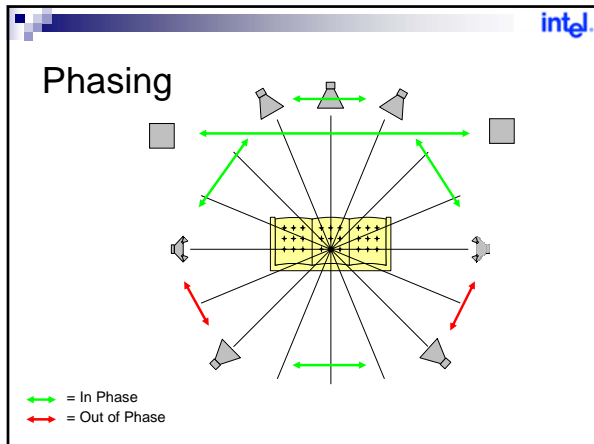 intel.
Phasing
= In Phase
= Out of Phase